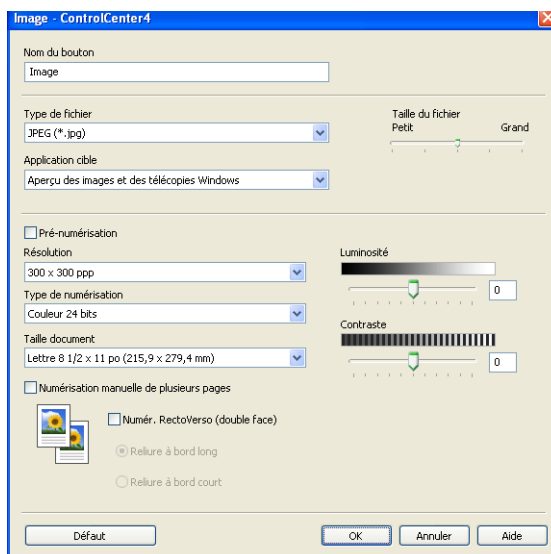 Image - ControlCenter4
Nom du bouton
Image
Type de fichier
JPEG (*.jpg)
Taille du fichier
Petit Grand
Application cible
Aperçu des images et des télécopies Windows
Pré-numérisation
Résolution
300 x 300 ppp
Type de numérisation
Couleur 24 bits
Taille document
Lettre 8 1/2 x 11 po (215,9 x 279,4 mm)
Luminosité
0
Contraste
0
Numérisation manuelle de plusieurs pages
Numér. RectoVerso (double face)
Reliure à bord long
Reliure à bord court
Défaut OK Annuler Aide